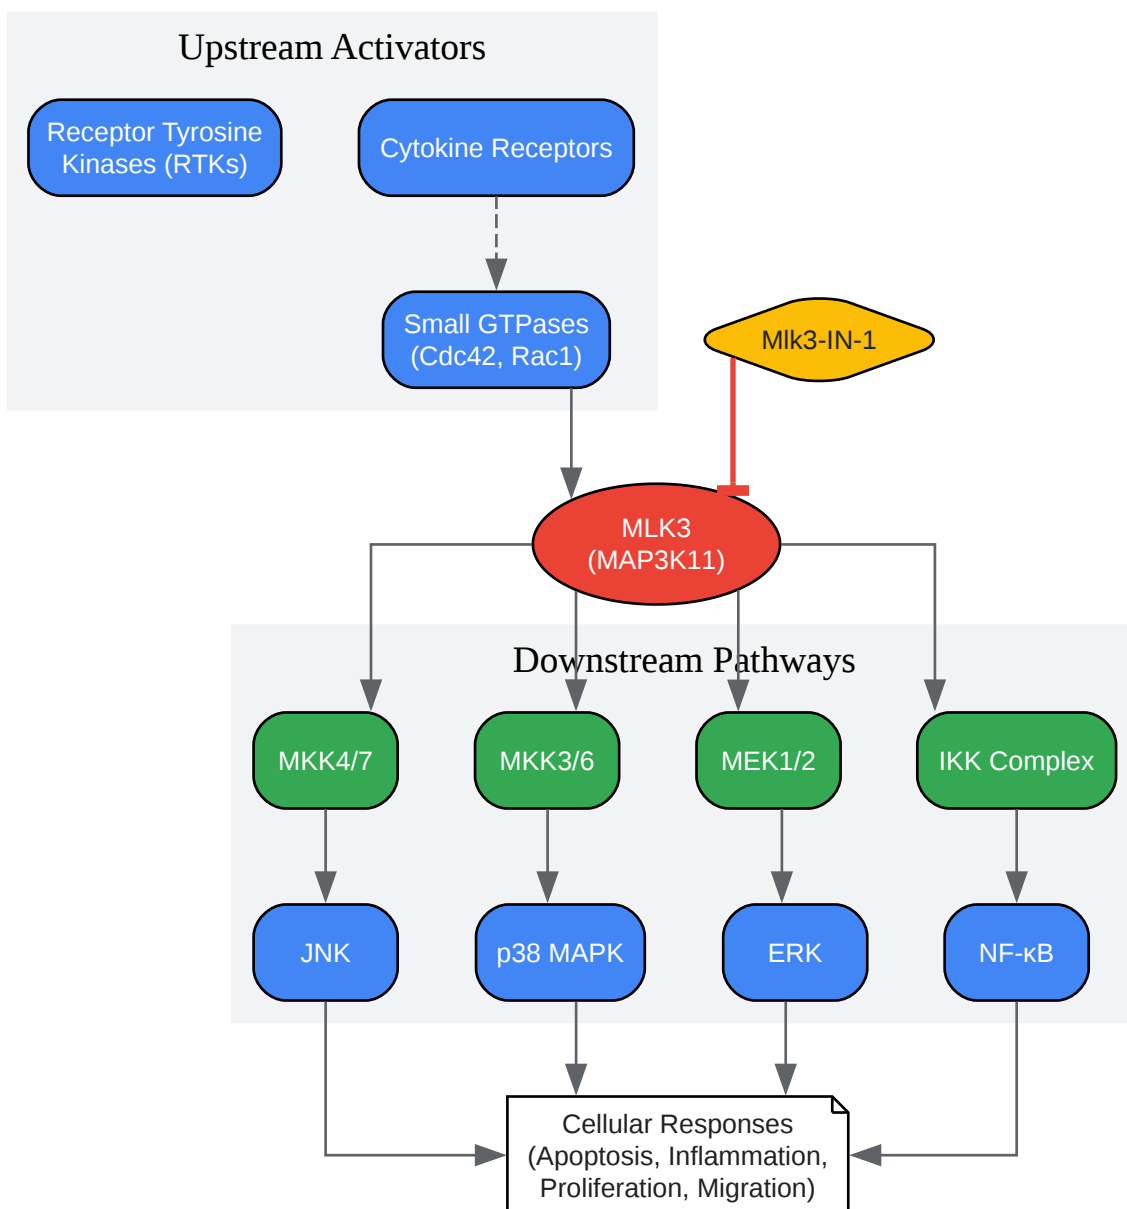 Upstream Activators
Receptor Tyrosine
Kinases (RTKs)
Cytokine Receptors
Small GTPases
(Cdc42, Rac1)
Mlk3-IN-1
MLK3
(MAP3K11)
Downstream Pathways
MKK4/7
MKK3/6
MEK1/2
IKK Complex
JNK
p38 MAPK
ERK
NF-κB
Cellular Responses
(Apoptosis, Inflammation,
Proliferation, Migration)